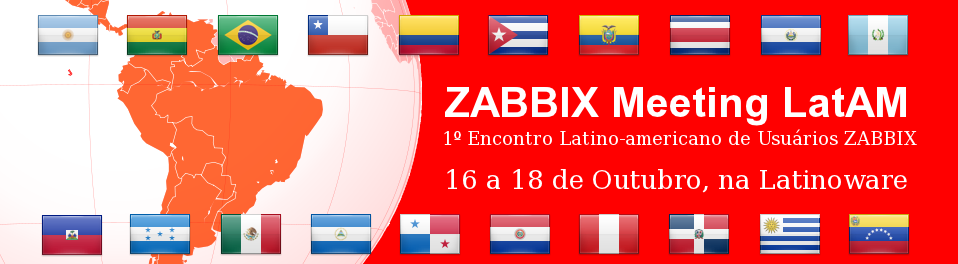 ZABBIX Meeting LatAM
1º Encontro Latino-americano de Usuários ZABBIX
16 a 18 de Outubro, na Latinoware